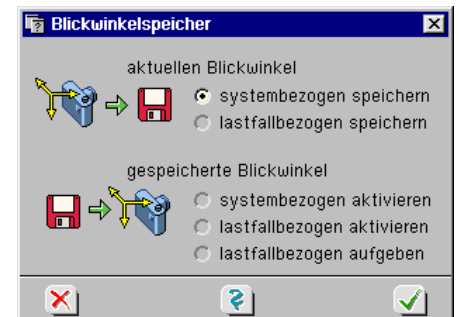 Blickwinkelspeicher
aktuellen Blickwinkel
systembezogen speichern
lastfallbezogen speichern
gespeicherte Blickwinkel
systembezogen aktivieren
lastfallbezogen aktivieren
lastfallbezogen aufgeben